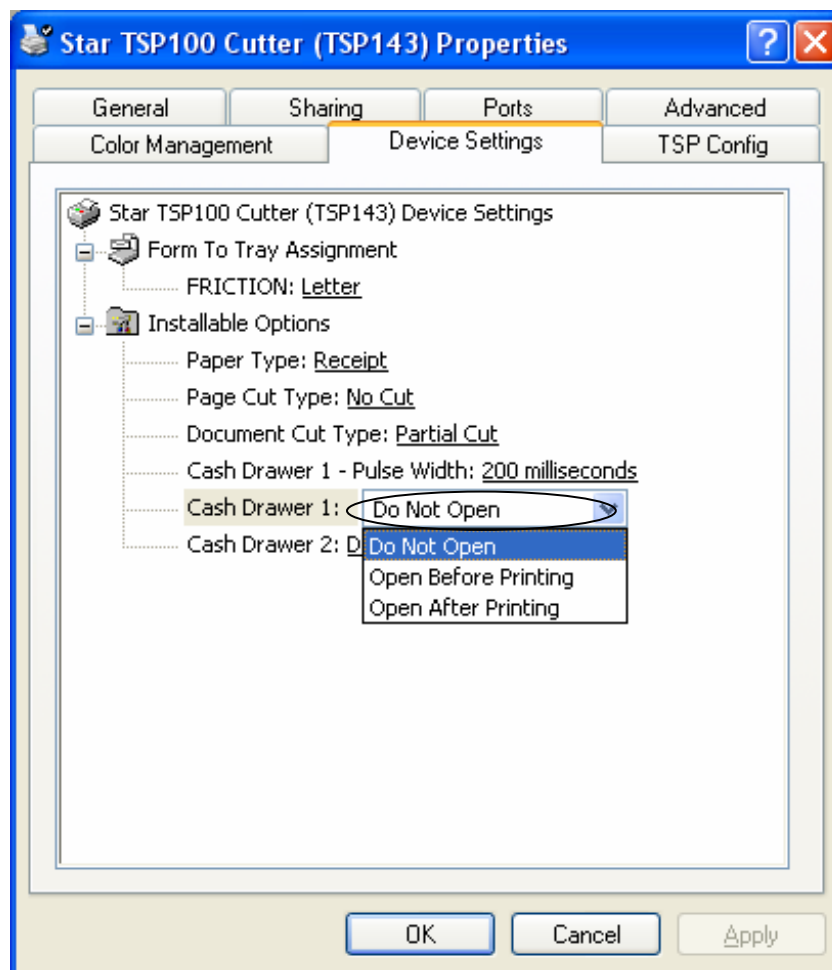 Star TSP100 Cutter (TSP143) Properties
General Sharing Ports Advanced
Color Management Device Settings TSP Config
Star TSP100 Cutter (TSP143) Device Settings
Form To Tray Assignment
FRICTION: Letter
Installable Options
Paper Type: Receipt
Page Cut Type: No Cut
Document Cut Type: Partial Cut
Cash Drawer 1 - Pulse Width: 200 milliseconds
Cash Drawer 1: Do Not Open
Cash Drawer 2: D
Do Not Open
Open Before Printing
Open After Printing
OK Cancel Apply